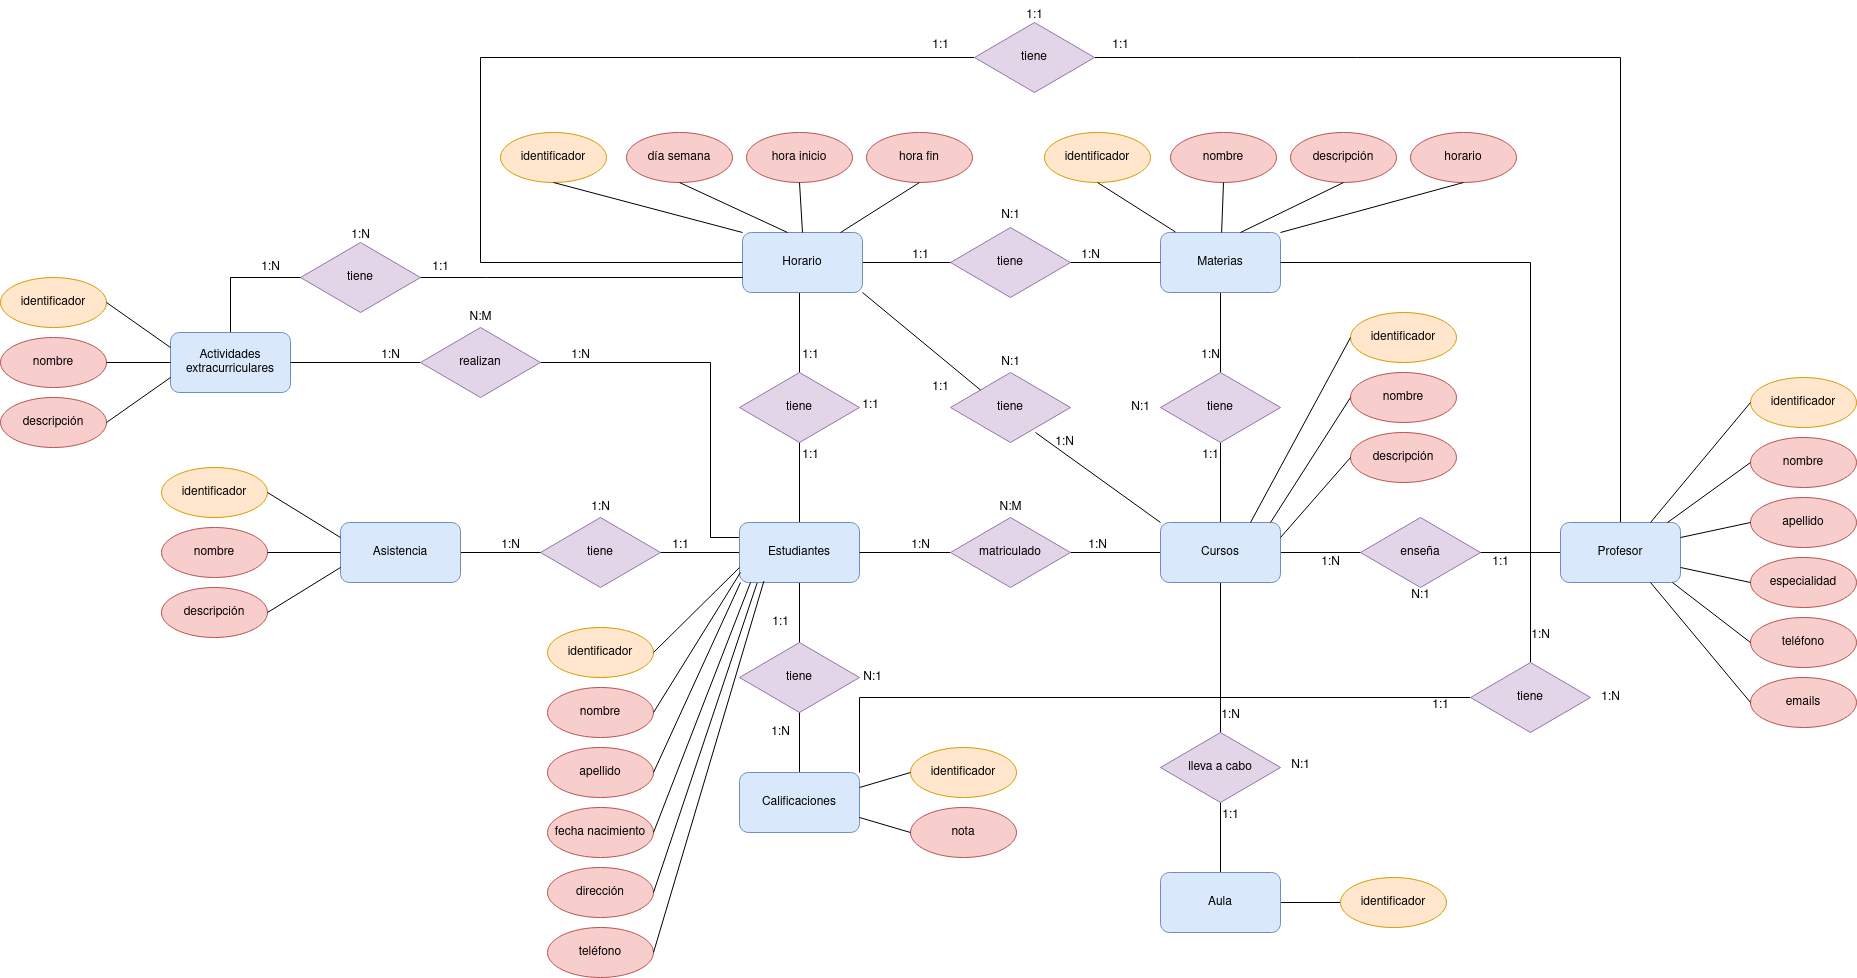 1:1
1:1
tiene
1:1
identificador
día semana
hora inicio
hora fin
identificador
nombre
descripción
horario
N:1
1:N
Horario
1:1
tiene
1:N
Materias
1:N
tiene
1:1
identificador
nombre
descripción
Actividades
extracurriculares
N:M
1:N
realizan
1:N
1:1
tiene
1:1
1:1
N:1
1:1
tiene
1:N
1:N
N:1
tiene
1:1
identificador
nombre
descripción
identificador
nombre
apellido
especialidad
teléfono
emails
identificador
nombre
descripción
Asistencia
1:N
1:N
tiene
1:1
Estudiantes
N:M
1:N
matriculado
1:N
Cursos
1:N
enseña
1:1
N:1
Profesor
identificador
nombre
apellido
fecha nacimiento
dirección
teléfono
1:1
tiene
N:1
1:N
1:N
1:1
tiene
1:N
1:N
lleva a cabo
N:1
1:1
Calificaciones
identificador
nota
Aula
identificador